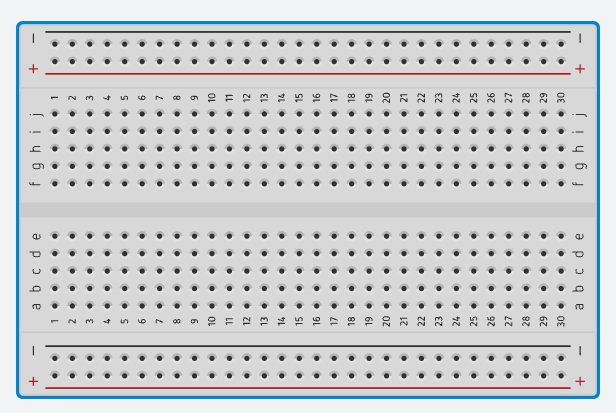 − −
+ +
1 2 3 4 5 6 7 8 9 10 11 12 13 14 15 16 17 18 19 20 21 22 23 24 25 26 27 28 29 30
j j
i i
h h
g g
f f
e e
d d
c c
b b
a a
1 2 3 4 5 6 7 8 9 10 11 12 13 14 15 16 17 18 19 20 21 22 23 24 25 26 27 28 29 30
− −
+ +